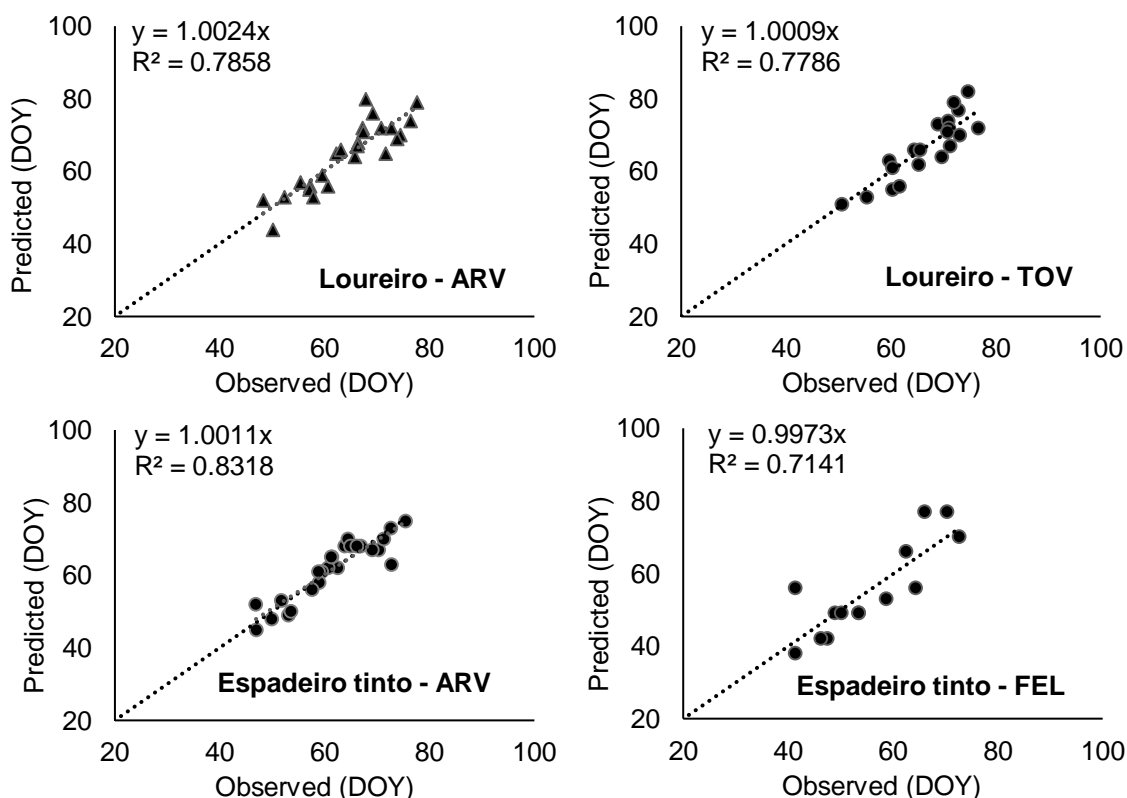 100
80
60
40
20
Predicted (DOY)
y = 1.0024x
R² = 0.7858
Loureiro - ARV
20 40 60 80 100
Observed (DOY)
100
80
60
40
20
Predicted (DOY)
y = 1.0009x
R² = 0.7786
Loureiro - TOV
20 40 60 80 100
Observed (DOY)
100
80
60
40
20
Predicted (DOY)
y = 1.0011x
R² = 0.8318
Espadeiro tinto - ARV
20 40 60 80 100
Observed (DOY)
100
80
60
40
20
Predicted (DOY)
y = 0.9973x
R² = 0.7141
Espadeiro tinto - FEL
20 40 60 80 100
Observed (DOY)